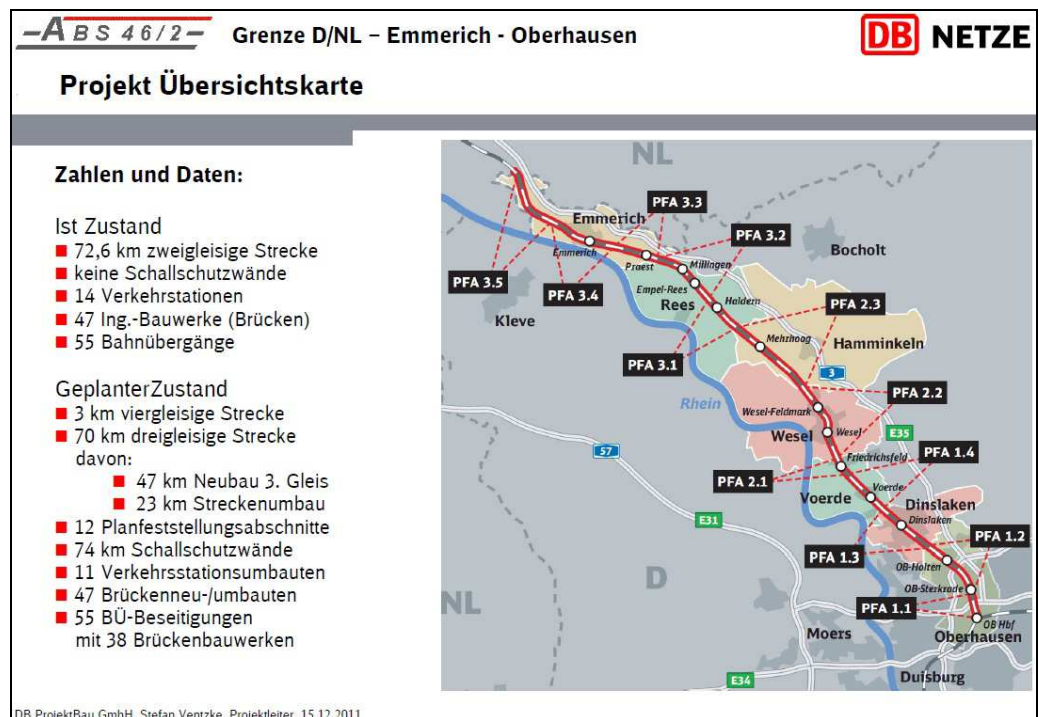 ABS 46/2
Grenze D/NL – Emmerich - Oberhausen
DB NETZE
Projekt Übersichtskarte
Zahlen und Daten:
Ist Zustand
72,6 km zweigleisige Strecke
keine Schallschutzwände
14 Verkehrstationen
47 Ing.-Bauwerke (Brücken)
55 Bahnübergänge
GeplanterZustand
3 km viergleisige Strecke
70 km dreigleisige Strecke
davon:
47 km Neubau 3. Gleis
23 km Streckenumbau
12 Planfeststellungsabschnitte
74 km Schallschutzwände
11 Verkehrsstationsumbauten
47 Brückenneu-/umbauten
55 BÜ-Beseitigungen
mit 38 Brückenbauwerken
NL
PFA 3.3
Emmerich
PFA 3.2
Emmerich
Bocholt
Praest
Millingen
PFA 3.5
PFA 3.4
Empel-Rees
Rees
Haldern
PFA 2.3
Kleve
Mehrhoog
Hamminkeln
PFA 3.1
3
PFA 2.2
Rhein
Wesel-Feldmark
Wesel
Wesel
E35
57
Friedrichsfeld
PFA 1.4
PFA 2.1
Voerde
Voerde
Dinslaken
E31
Dinslaken
PFA 1.2
PFA 1.3
OB-Holten
D
OB-Sterkrade
NL
PFA 1.1
OB Hbf
Moers
Oberhausen
E34
Duisburg
DB ProjektBau GmbH, Stefan Ventzke, Projektleiter, 15.12.2011